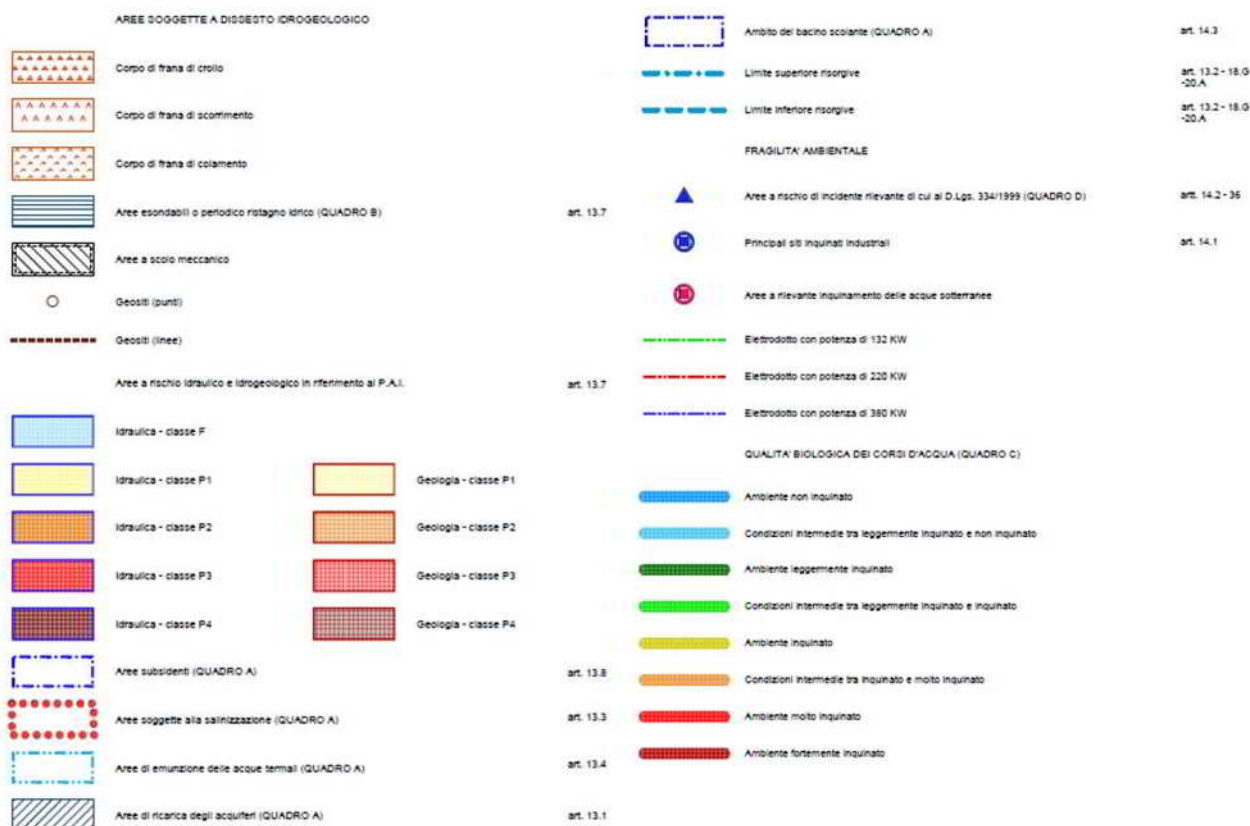 AREE SOGGETTE A DISSESTO IDROGEOLOGICO
Corpo di frana di crollo
Corpo di frana di scorrimento
Corpo di frana di colamento
Aree esondabili o periodico ristagno idrico (QUADRO B) art. 13.7
Aree a scolo meccanico
Geositi (punti)
Geositi (linee)
Aree a rischio idraulico e idrogeologico in riferimento al P.A.I. art. 13.7
Idraulica - classe F
Idraulica - classe P1 Geologia - classe P1
Idraulica - classe P2 Geologia - classe P2
Idraulica - classe P3 Geologia - classe P3
Idraulica - classe P4 Geologia - classe P4
Aree subsidenti (QUADRO A) art. 13.8
Aree soggette alla salinizzazione (QUADRO A) art. 13.3
Aree di emunzione delle acque termali (QUADRO A) art. 13.4
Aree di ricarica degli acquiferi (QUADRO A) art. 13.1
Ambito del bacino scolante (QUADRO A) art. 14.3
Limite superiore risorgive art. 13.2 - 18.G
-20.A
Limite inferiore risorgive art. 13.2 - 18.G
-20.A
FRAGILITA' AMBIENTALE
Aree a rischio di incidente rilevante di cui al D.Lgs. 334/1999 (QUADRO D) artt. 14.2 - 36
Principali siti inquinati industriali art. 14.1
Aree a rilevante inquinamento delle acque sotterranee
Elettrodotto con potenza di 132 KW
Elettrodotto con potenza di 220 KW
Elettrodotto con potenza di 380 KW
QUALITA' BIOLOGICA DEI CORSI D'ACQUA (QUADRO C)
Ambiente non inquinato
Condizioni intermedie tra leggermente inquinato e non inquinato
Ambiente leggermente inquinato
Condizioni intermedie tra leggermente inquinato e inquinato
Ambiente inquinato
Condizioni intermedie tra inquinato e molto inquinato
Ambiente molto inquinato
Ambiente fortemente inquinato